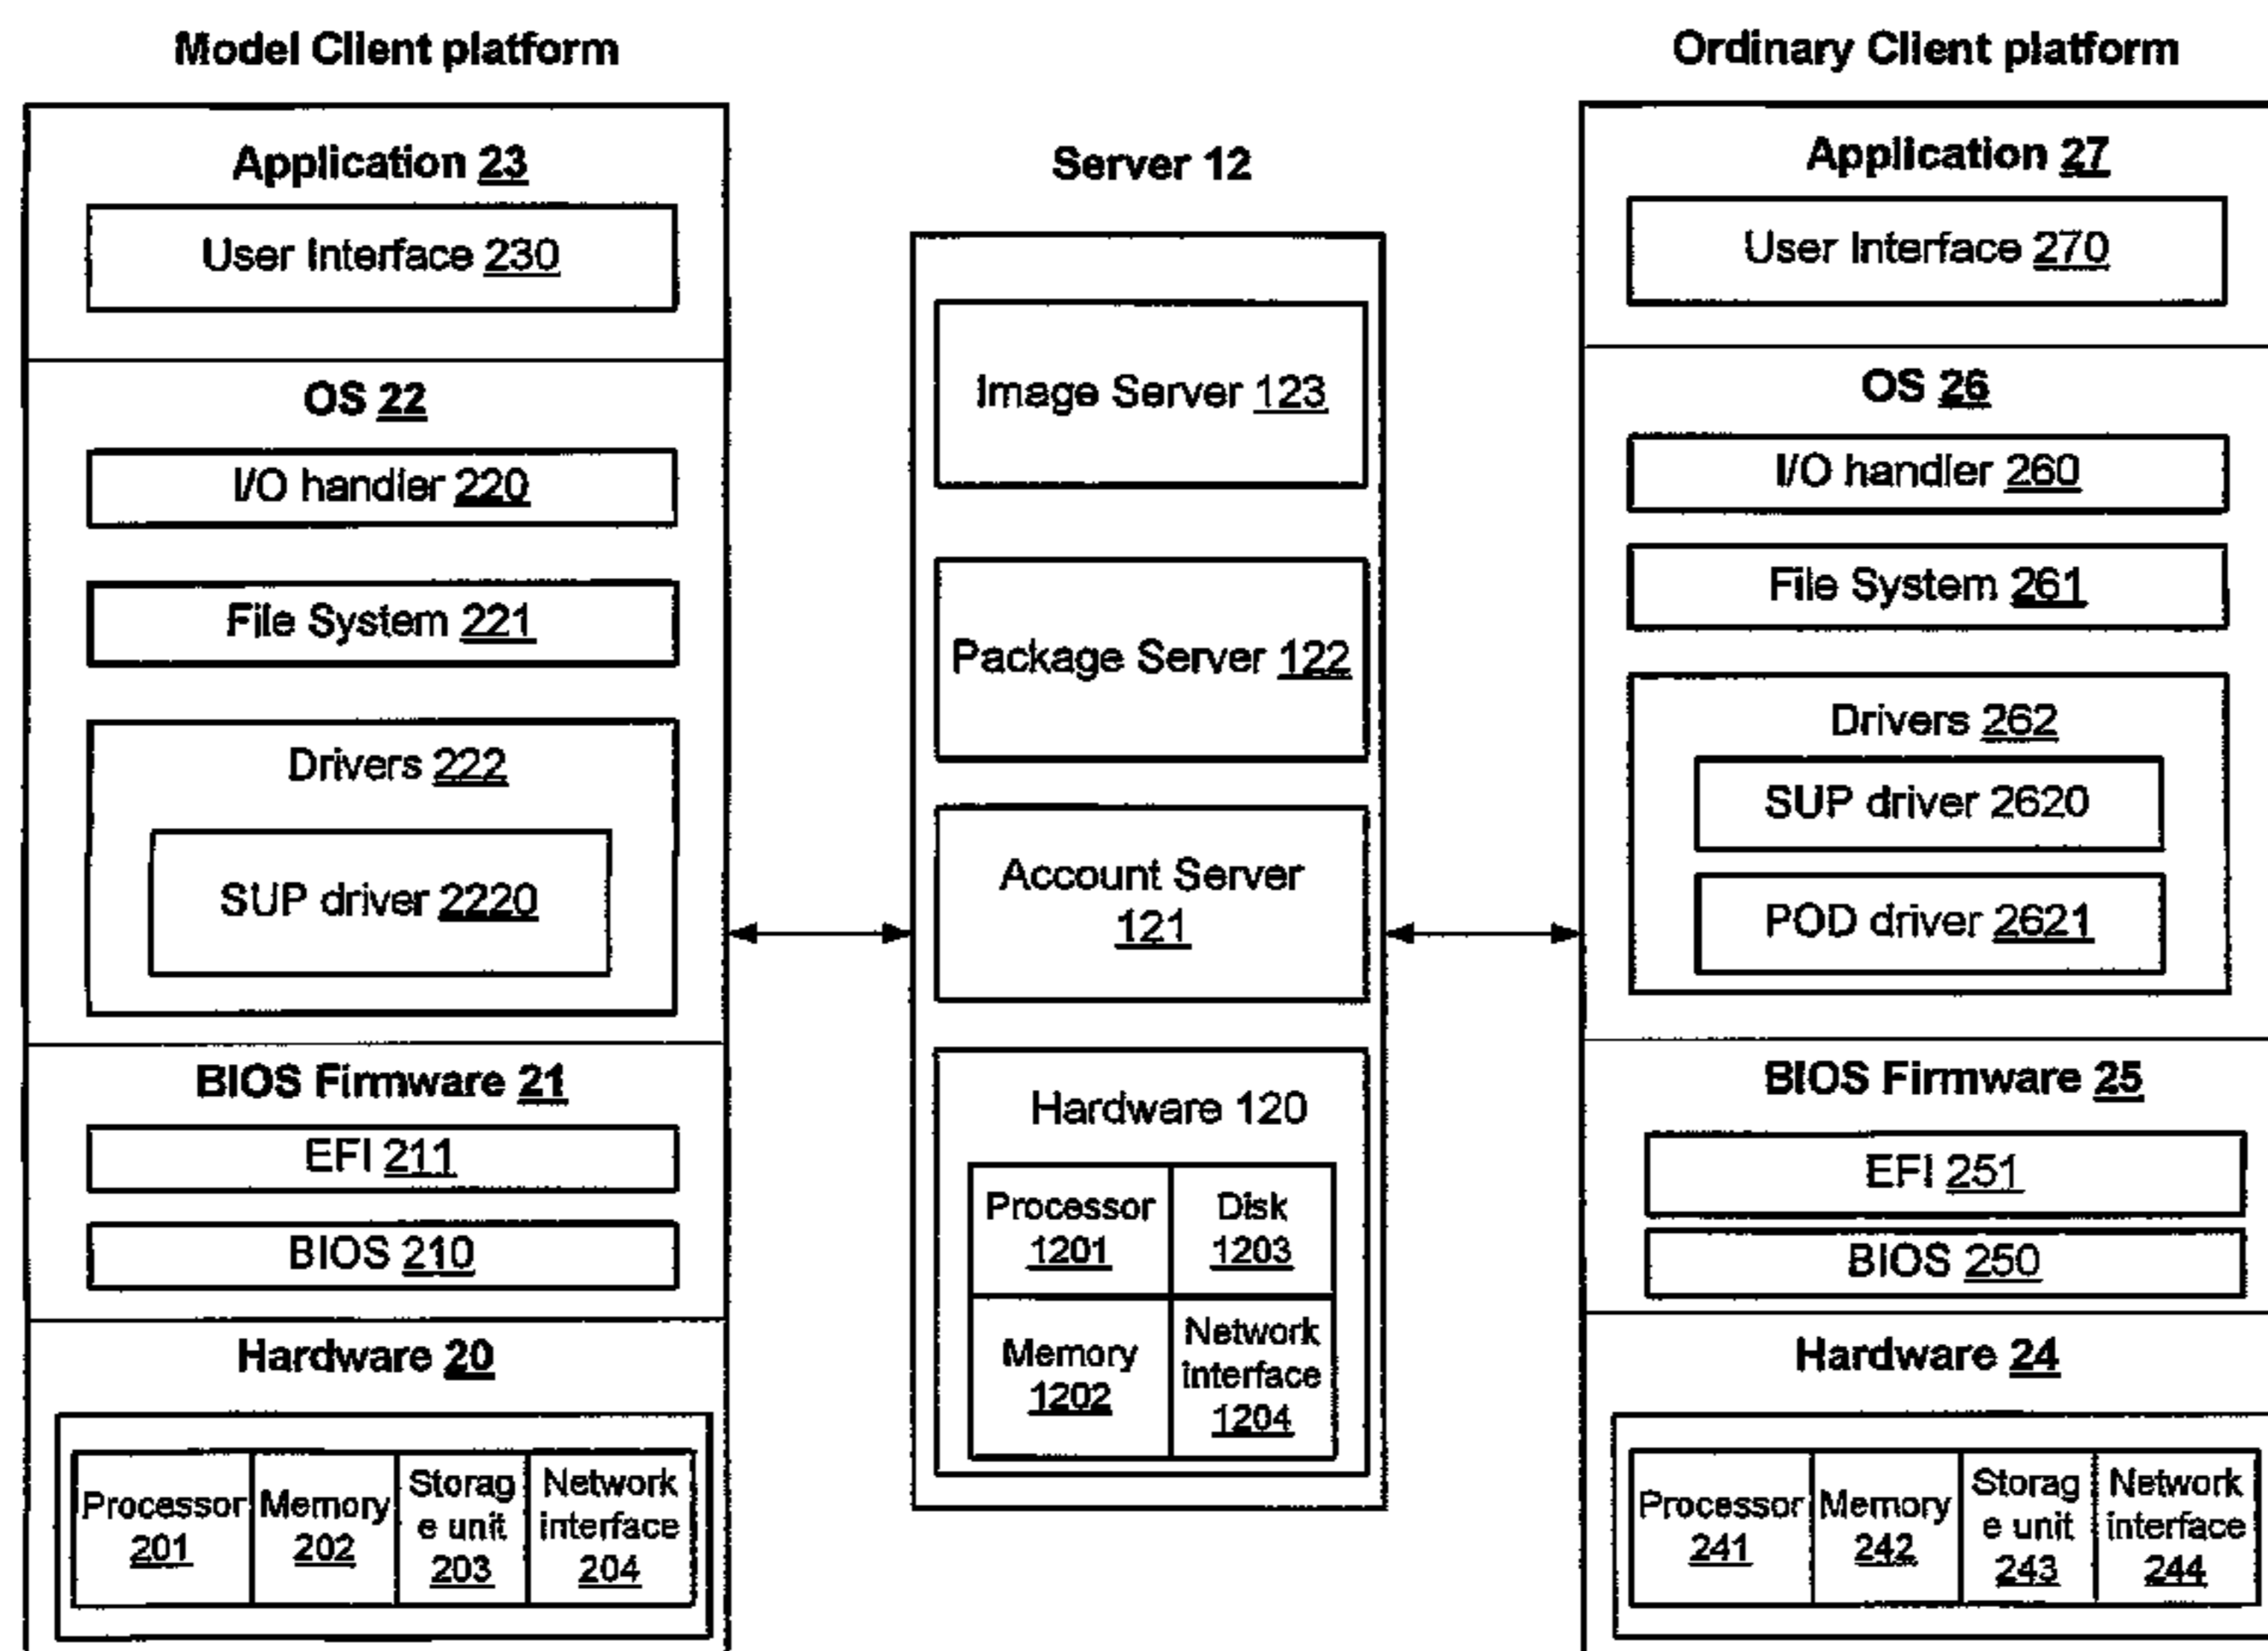 Model Client platform
Application 23
User Interface 230
OS 22
I/O handler 220
File System 221
Drivers 222
SUP driver 2220
BIOS Firmware 21
EFI 211
BIOS 210
Hardware 20
Processor
201
Memory
202
Storag
e unit
203
Network
interface
204
Server 12
Image Server 123
Package Server 122
Account Server
121
Hardware 120
Processor
1201
Disk
1203
Memory
1202
Network
interface
1204
Ordinary Client platform
Application 27
User Interface 270
OS 26
I/O handler 260
File System 261
Drivers 262
SUP driver 2620
POD driver 2621
BIOS Firmware 25
EFI 251
BIOS 250
Hardware 24
Processor
241
Memory
242
Storag
e unit
243
Network
interface
244